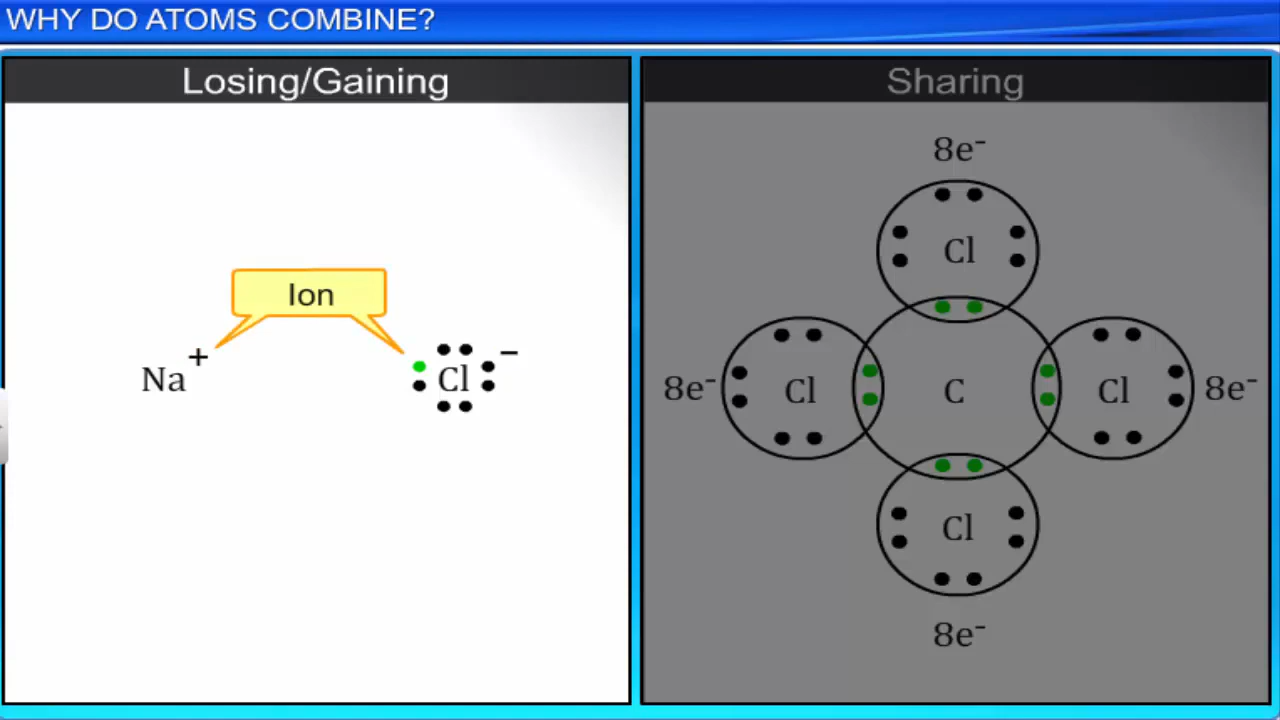 WHY DO ATOMS COMBINE?
Losing/Gaining
Ion
Na+
Cl−
Sharing
8e−
Cl
8e− Cl C Cl 8e−
Cl
8e−